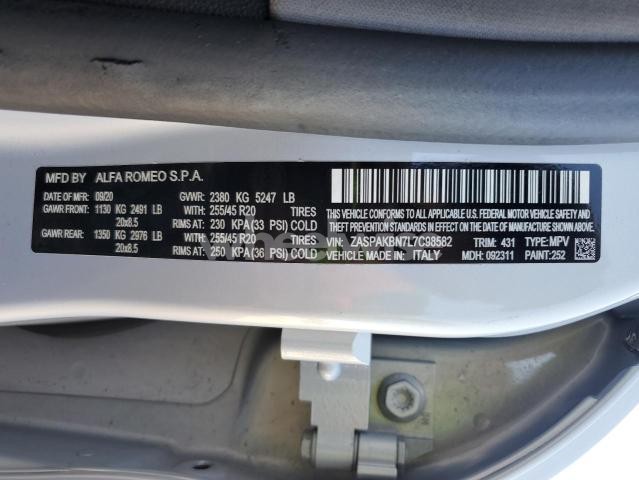 MFD BY ALFA ROMEO S.P.A.
DATE OF MFR: 09/20 GVWR: 2380 KG 5247 LB
GAWR FRONT: 1130 KG 2491 LB WITH: 255/45 R20 TIRES
20x8.5 RIMS AT: 230 KPA(33 PSI) COLD
GAWR REAR: 1350 KG 2976 LB WITH: 255/45 R20 TIRES
20x8.5 RIMS AT: 250 KPA(36 PSI) COLD
THIS VEHICLE CONFORMS TO ALL APPLICABLE U.S.A. FEDERAL MOTOR VEHICLE
SAFETY, BUMPER, AND THEFT PREVENTION STANDARDS IN EFFECT ON THE
DATE OF MANUFACTURE SHOWN ABOVE.
VIN: ZASPAKBN7L7C98582 TRIM: 431 TYPE: MPV
VEHICLE MADE IN: ITALY MDH: 092311 PAINT: 252